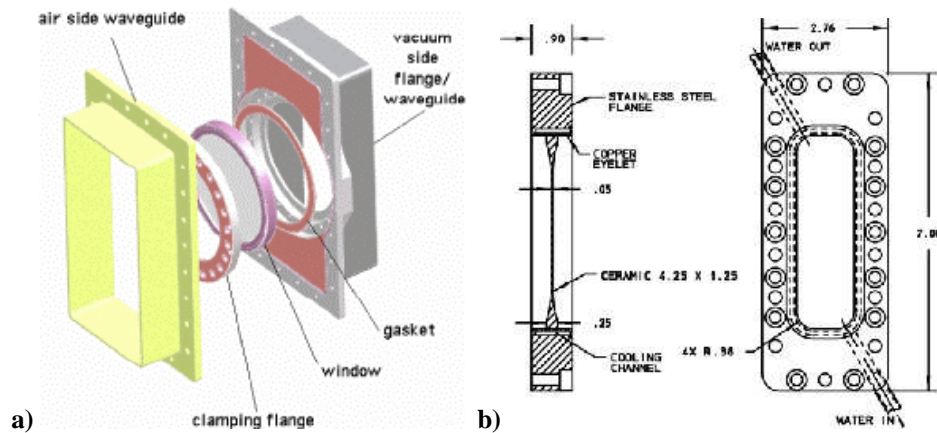 air side waveguide
vacuum
side
flange/
waveguide
gasket
window
clamping flange
a)
.90
2.76
WATER OUT
STAINLESS STEEL
FLANGE
COPPER
EYELET
.05
CERAMIC 4.25 X 1.25
.25
4X R.38
COOLING
CHANNEL
WATER IN
b)